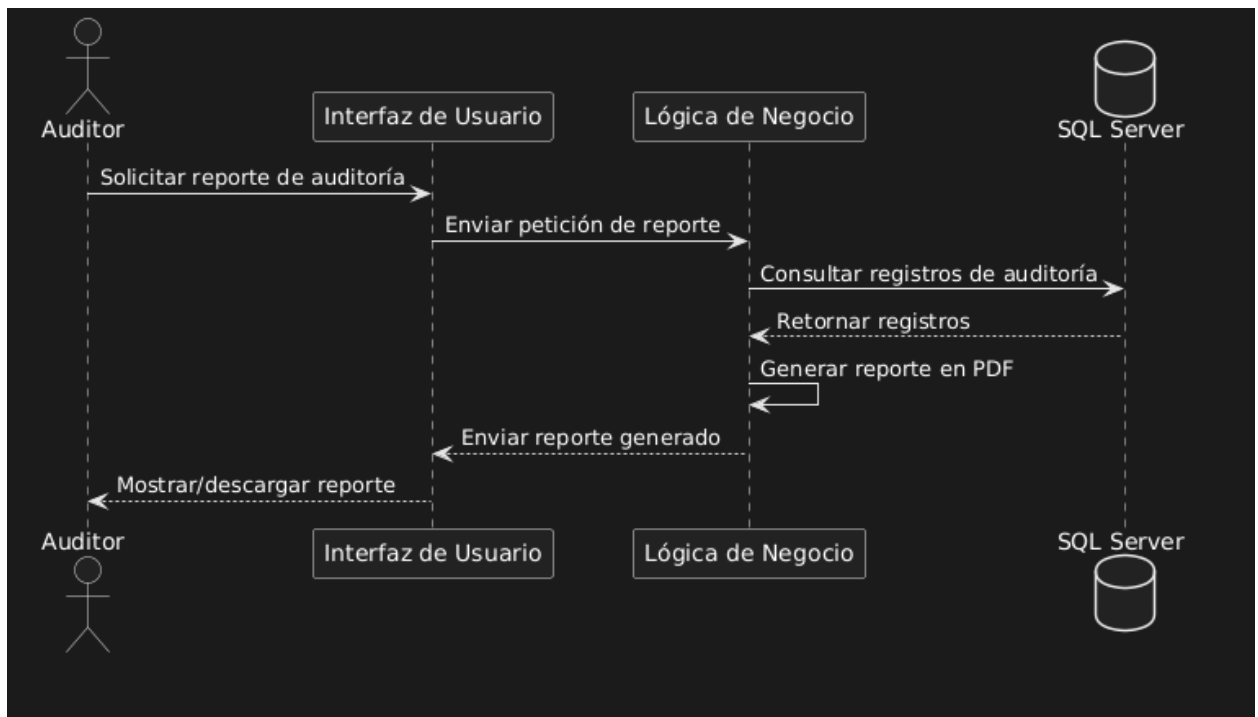 Auditor
Interfaz de Usuario
Lógica de Negocio
SQL Server
Solicitar reporte de auditoría
Enviar petición de reporte
Consultar registros de auditoría
Retornar registros
Generar reporte en PDF
Enviar reporte generado
Mostrar/descargar reporte
Auditor
Interfaz de Usuario
Lógica de Negocio
SQL Server